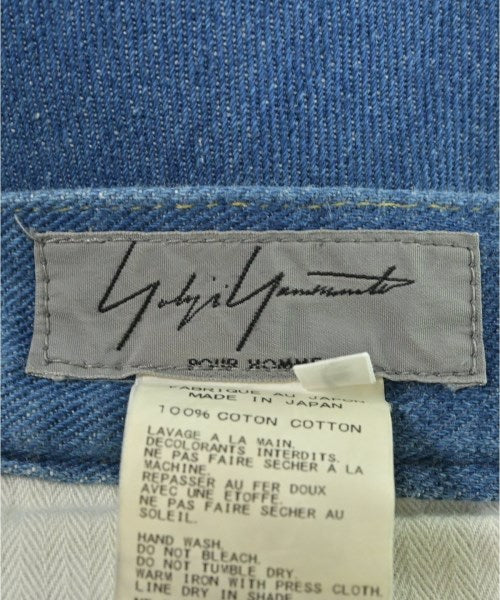 Yohji Yamamoto
POUR HOMME
FABRIQUE AU JAPON
MADE IN JAPAN
100% COTON COTTON
LAVAGE A LA MAIN.
DECOLORANTS INTERDITS.
NE PAS FAIRE SECHER A LA
MACHINE.
REPASSER AU FER DOUX
AVEC UNE ETOFFE.
NE PAS FAIRE SECHER AU
SOLEIL.
HAND WASH.
DO NOT BLEACH.
DO NOT TUMBLE DRY.
WARM IRON WITH PRESS CLOTH.
LINE DRY IN SHADE.